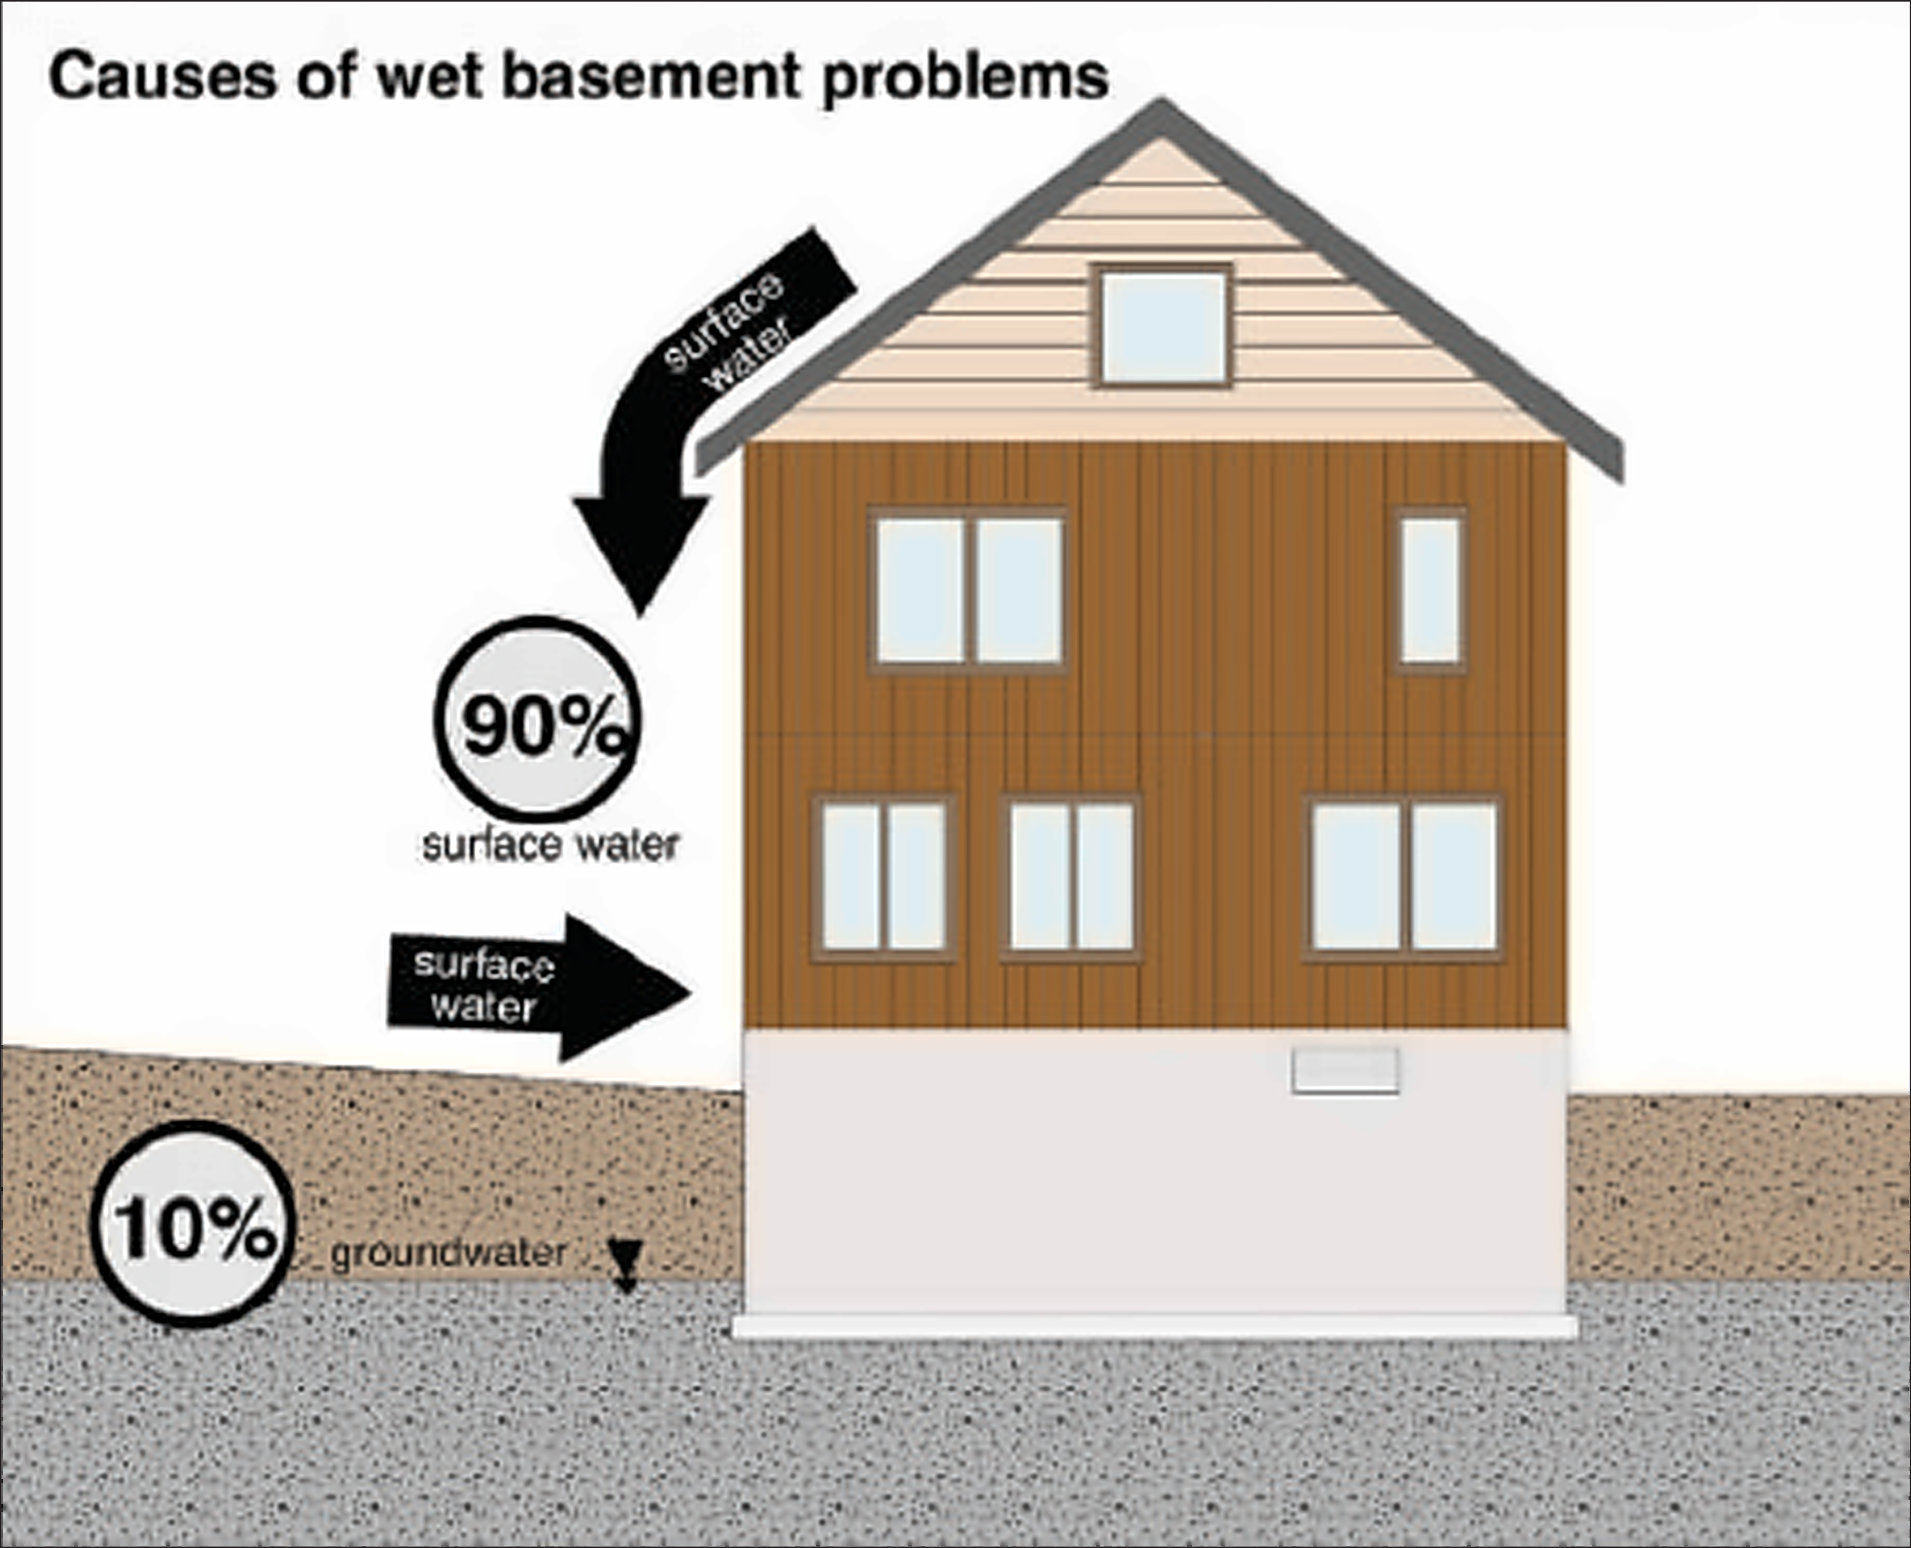 Causes of wet basement problems
surface
water
90%
surface water
surface
water
10%
groundwater